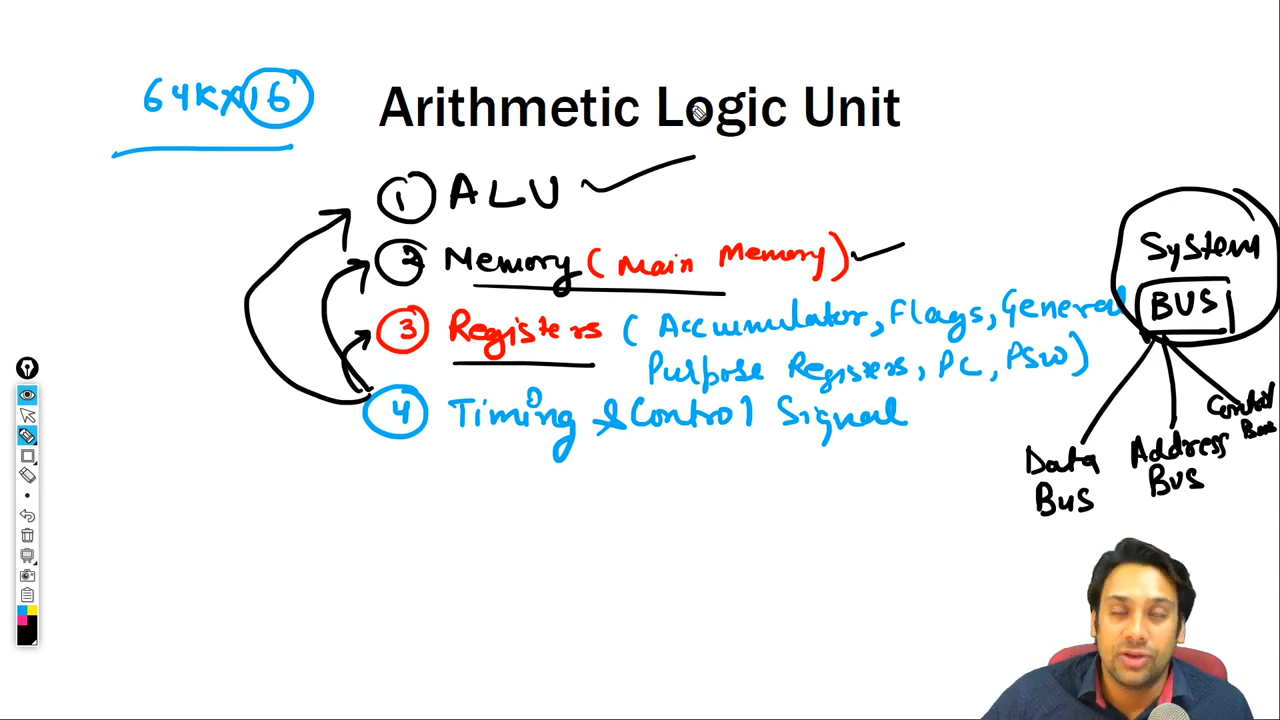 64K×16
Arithmetic Logic Unit
① ALU
② Memory (Main Memory)
③ Registers (Accumulator, Flags, General
Purpose Registers, PC, PSW)
④ Timing & Control Signal
System
BUS
Data
Bus
Address
Bus
Control
Bus